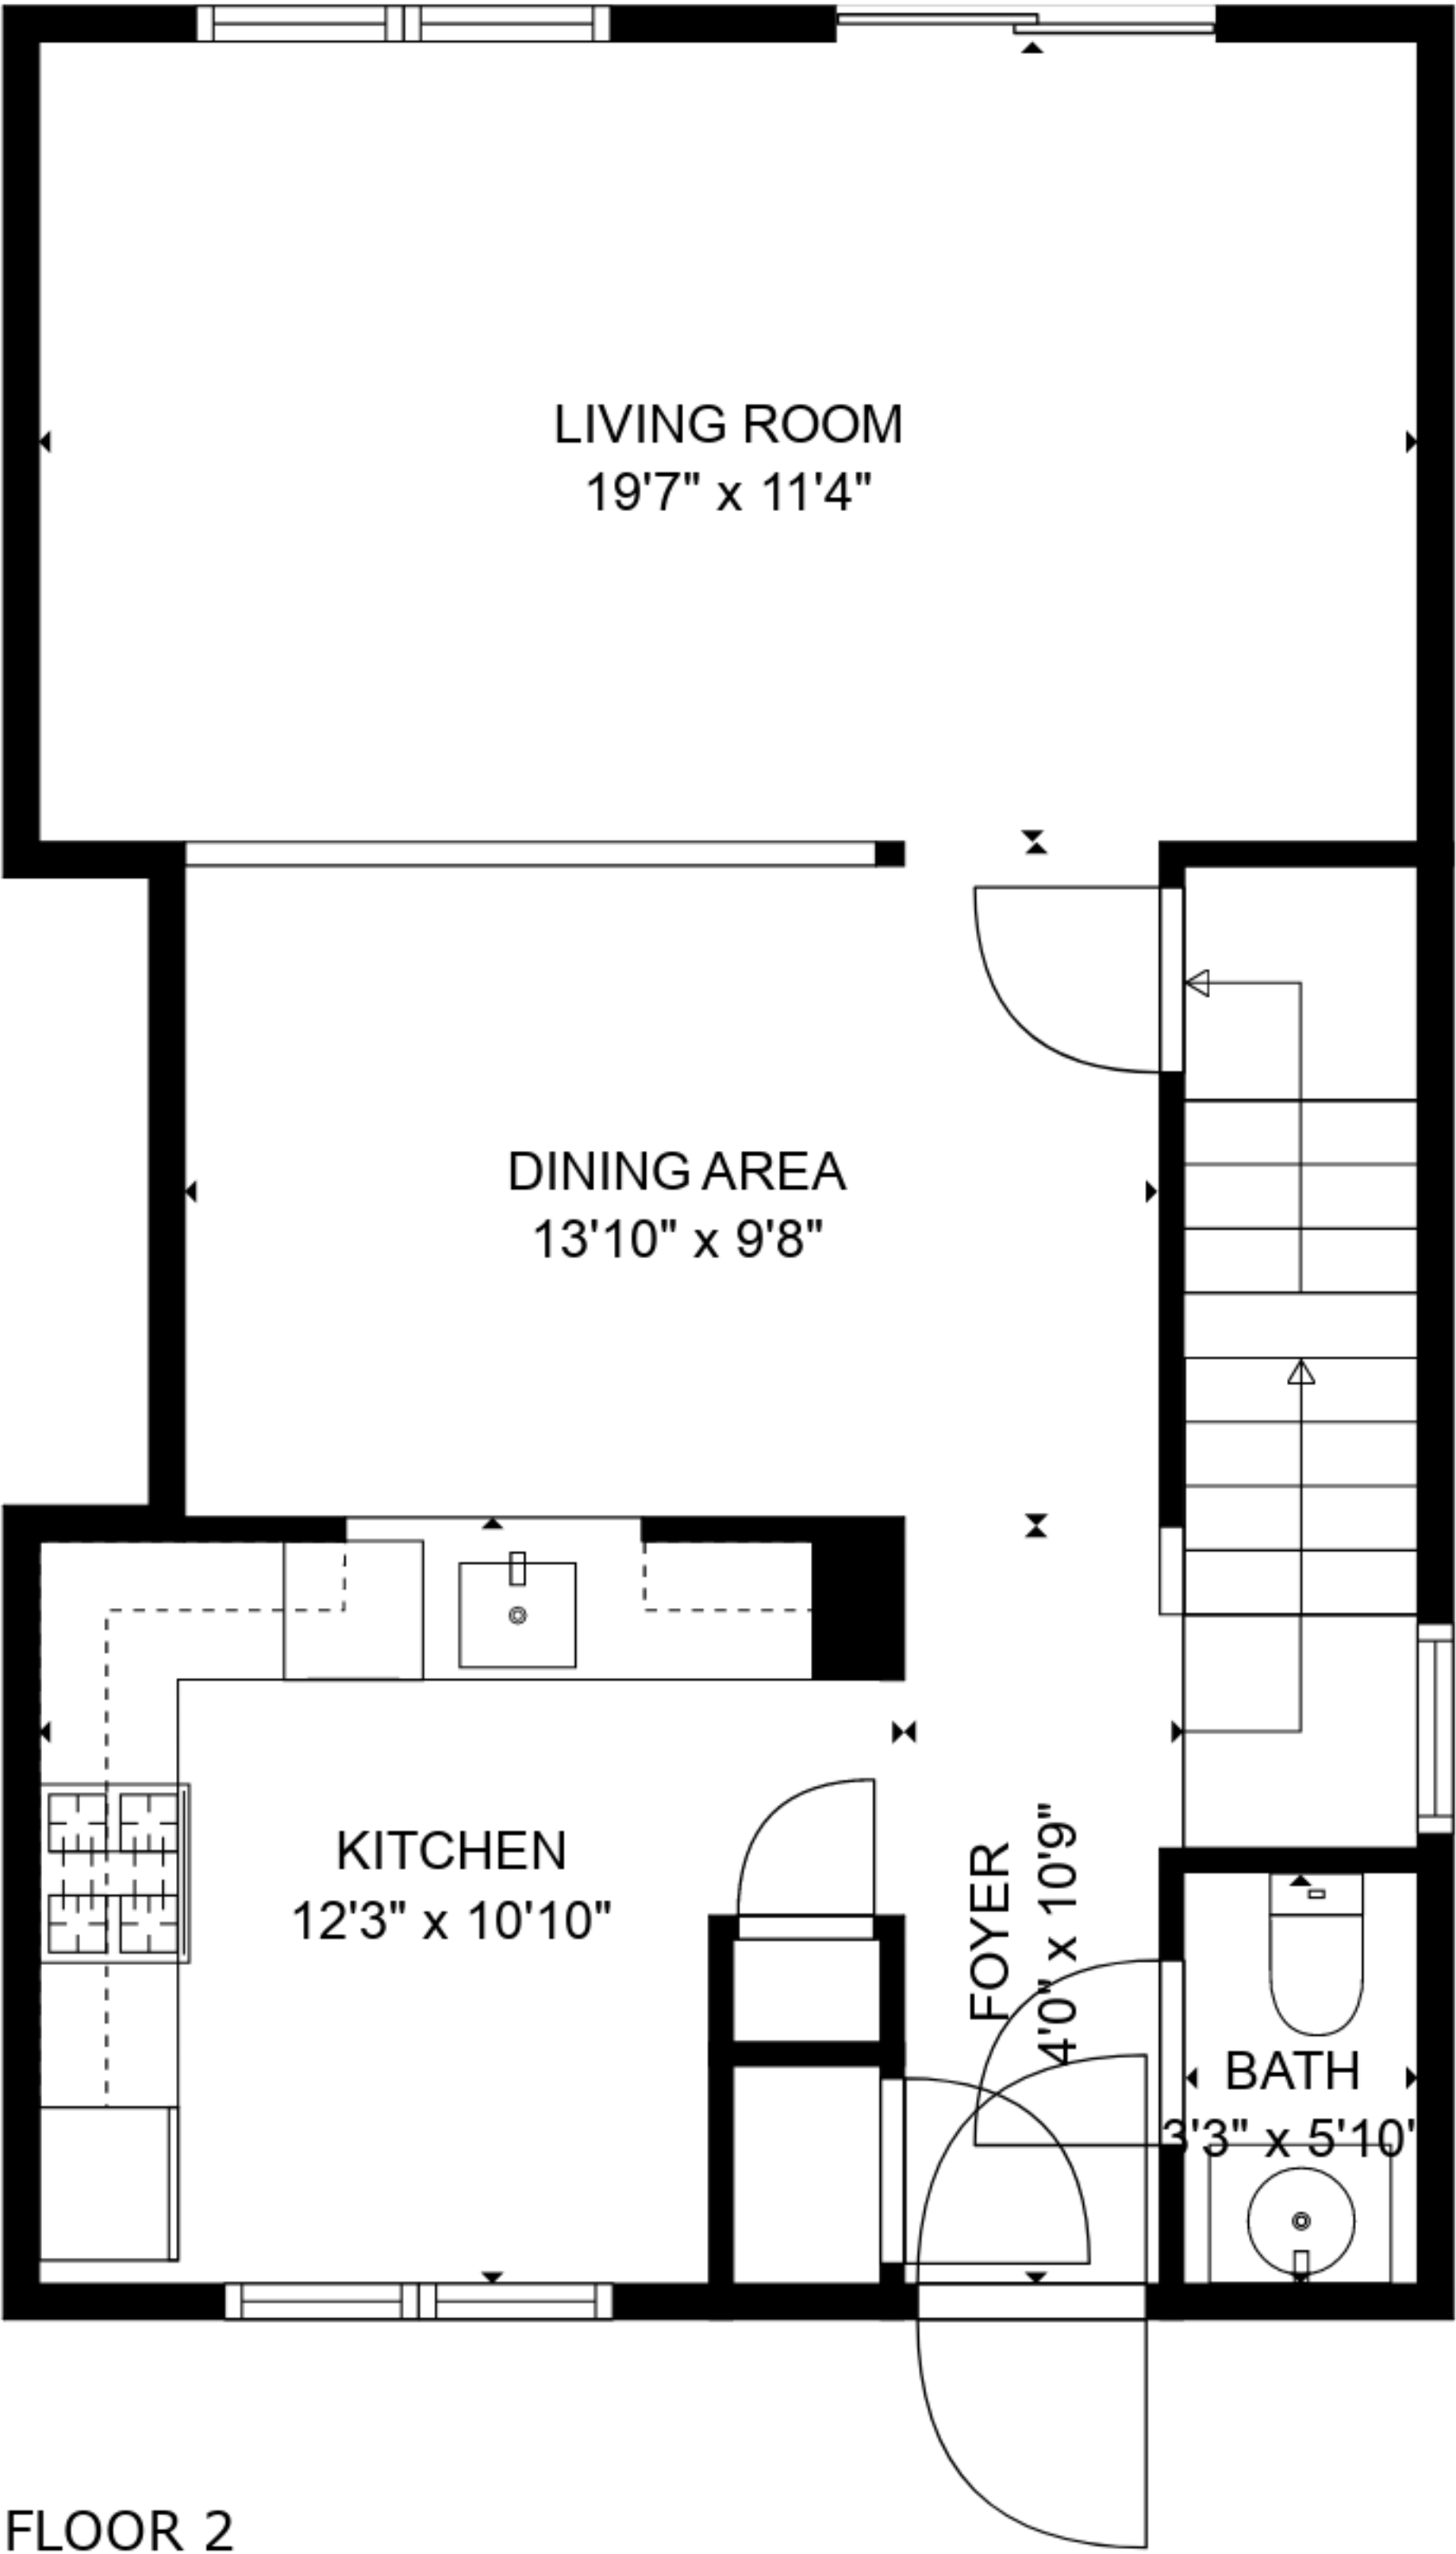 LIVING ROOM
19'7" x 11'4"
DINING AREA
13'10" x 9'8"
KITCHEN
12'3" x 10'10"
FOYER
4'0" x 10'9"
BATH
3'3" x 5'10'
FLOOR 2